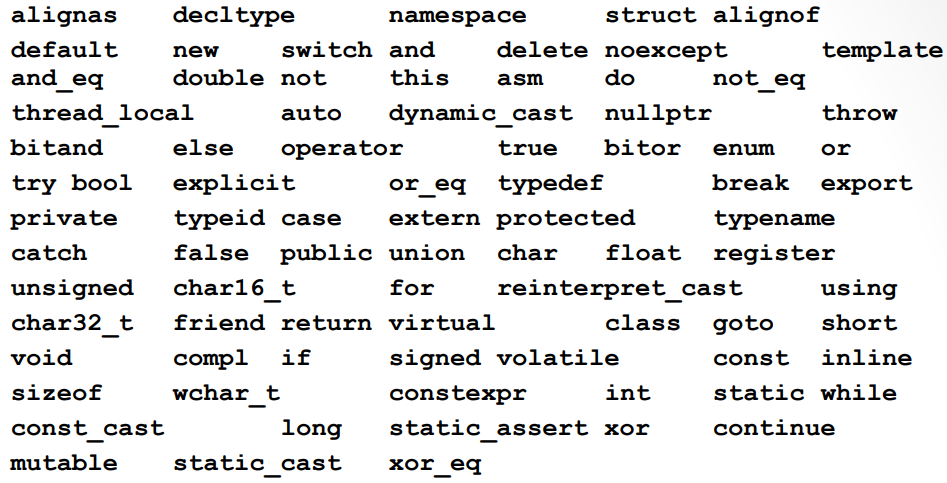 alignas decltype namespace struct alignof
default new switch and delete noexcept template
and_eq double not this asm do not_eq
thread_local auto dynamic_cast nullptr throw
bitand else operator true bitor enum or
try bool explicit or_eq typedef break export
private typeid case extern protected typename
catch false public union char float register
unsigned char16_t for reinterpret_cast using
char32_t friend return virtual class goto short
void compl if signed volatile const inline
sizeof wchar_t constexpr int static while
const_cast long static_assert xor continue
mutable static_cast xor_eq